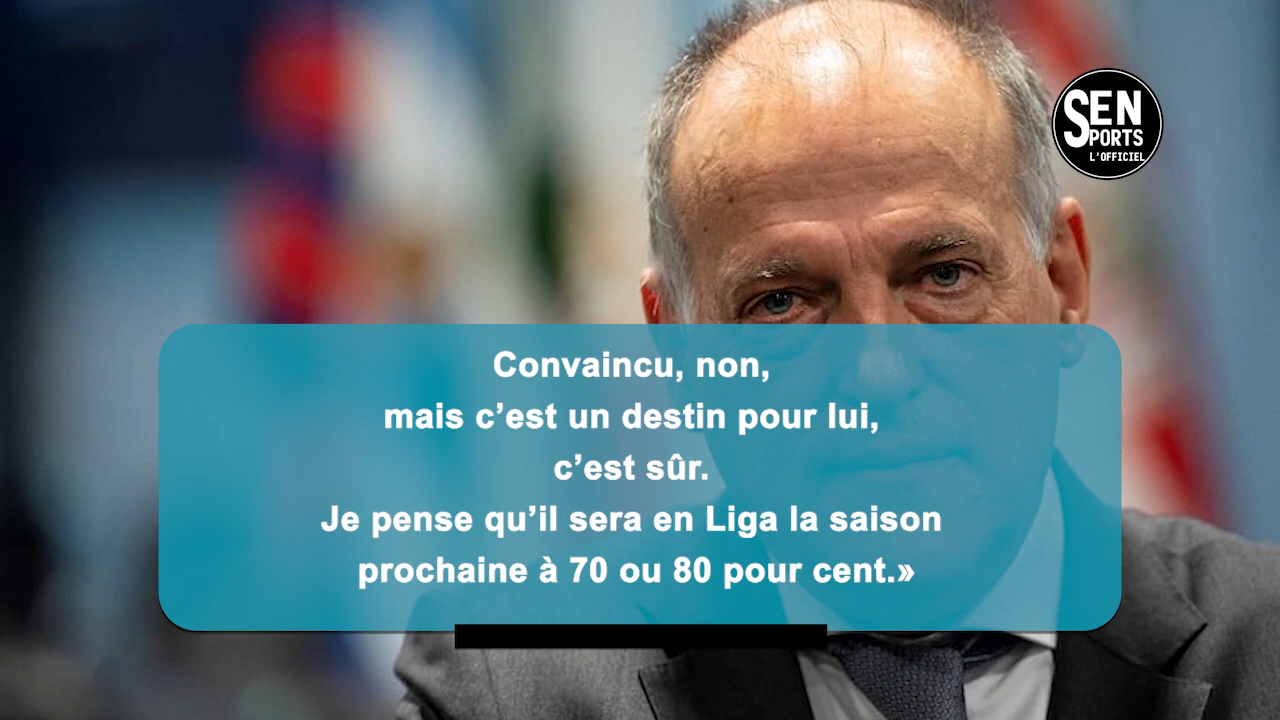 SEN
SPORTS
L'OFFICIEL
Convaincu, non,
mais c’est un destin pour lui,
c’est sûr.
Je pense qu’il sera en Liga la saison
prochaine à 70 ou 80 pour cent.»